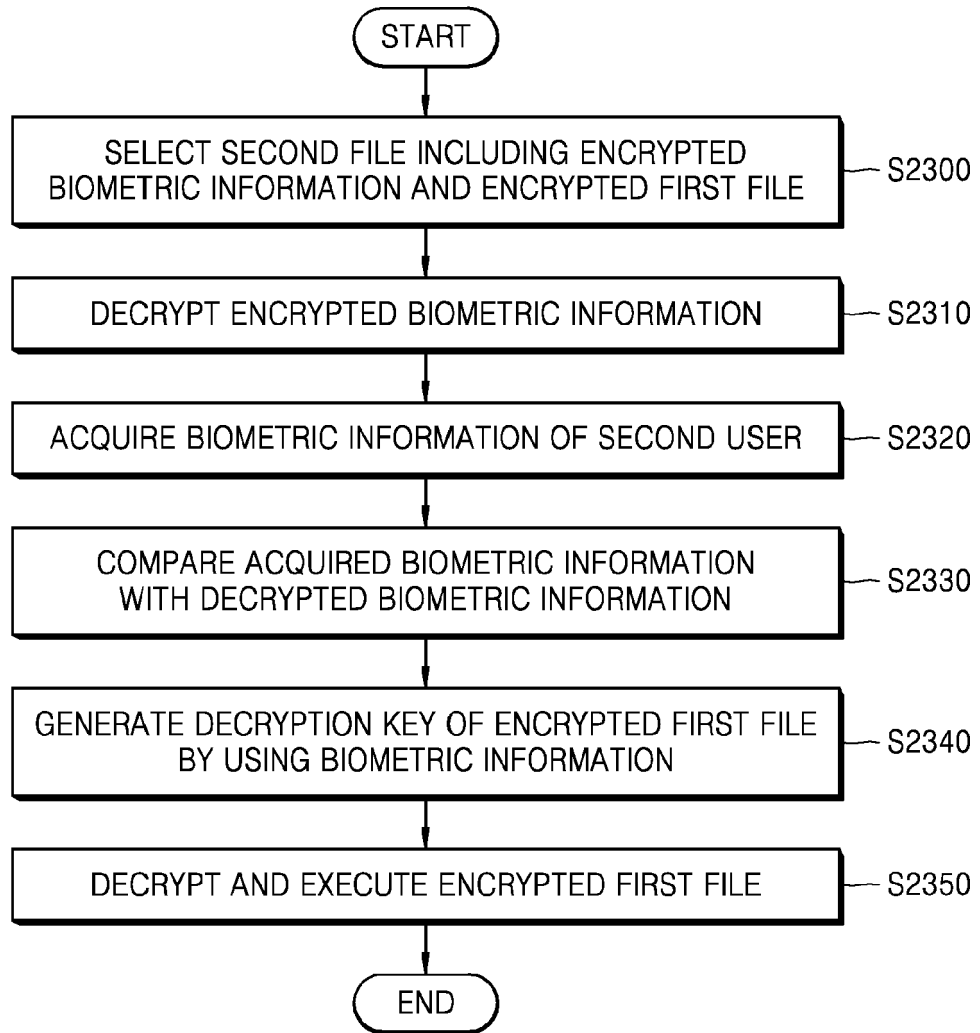 START
SELECT SECOND FILE INCLUDING ENCRYPTED
BIOMETRIC INFORMATION AND ENCRYPTED FIRST FILE
S2300
DECRYPT ENCRYPTED BIOMETRIC INFORMATION
S2310
ACQUIRE BIOMETRIC INFORMATION OF SECOND USER
S2320
COMPARE ACQUIRED BIOMETRIC INFORMATION
WITH DECRYPTED BIOMETRIC INFORMATION
S2330
GENERATE DECRYPTION KEY OF ENCRYPTED FIRST FILE
BY USING BIOMETRIC INFORMATION
S2340
DECRYPT AND EXECUTE ENCRYPTED FIRST FILE
S2350
END